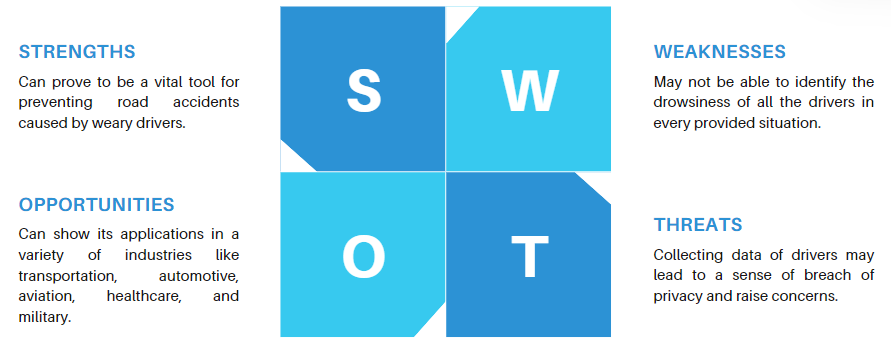 STRENGTHS
Can prove to be a vital tool for
preventing road accidents
caused by weary drivers.
S
W
WEAKNESSES
May not be able to identify the
drowsiness of all the drivers in
every provided situation.
OPPORTUNITIES
Can show its applications in a
variety of industries like
transportation, automotive,
aviation, healthcare, and
military.
O
T
THREATS
Collecting data of drivers may
lead to a sense of breach of
privacy and raise concerns.